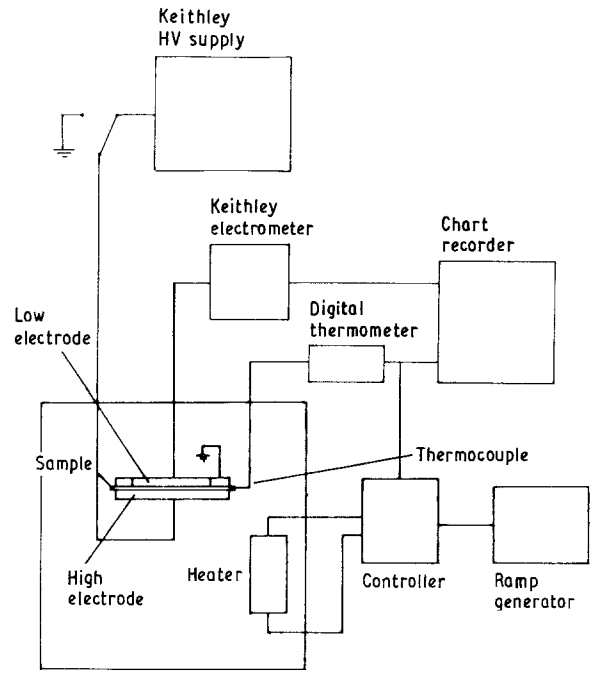 Keithley
HV supply
Keithley
electrometer
Chart
recorder
Digital
thermometer
Low
electrode
Sample
Thermocouple
High
electrode
Heater
Controller
Ramp
generator